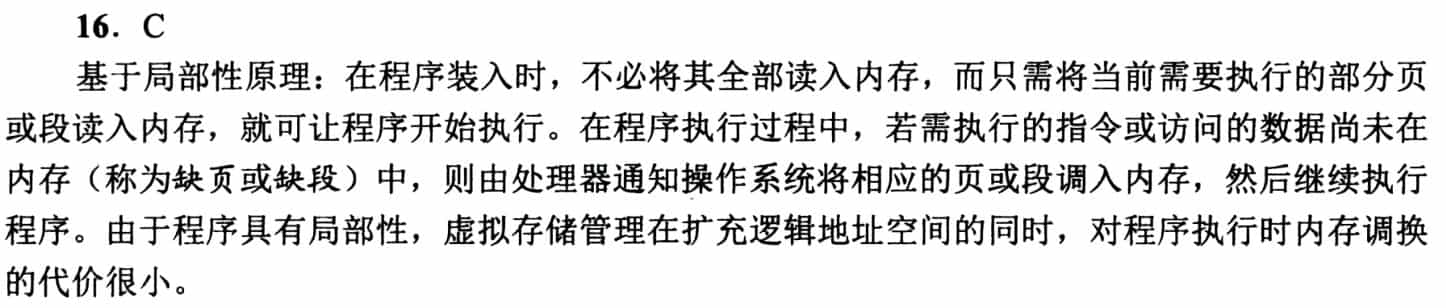 16. C
基于局部性原理：在程序装入时，不必将其全部读入内存，而只需将当前需要执行的部分页
或段读入内存，就可让程序开始执行。在程序执行过程中，若需执行的指令或访问的数据尚未在
内存（称为缺页或缺段）中，则由处理器通知操作系统将相应的页或段调入内存，然后继续执行
程序。由于程序具有局部性，虚拟存储管理在扩充逻辑地址空间的同时，对程序执行时内存调换
的代价很小。